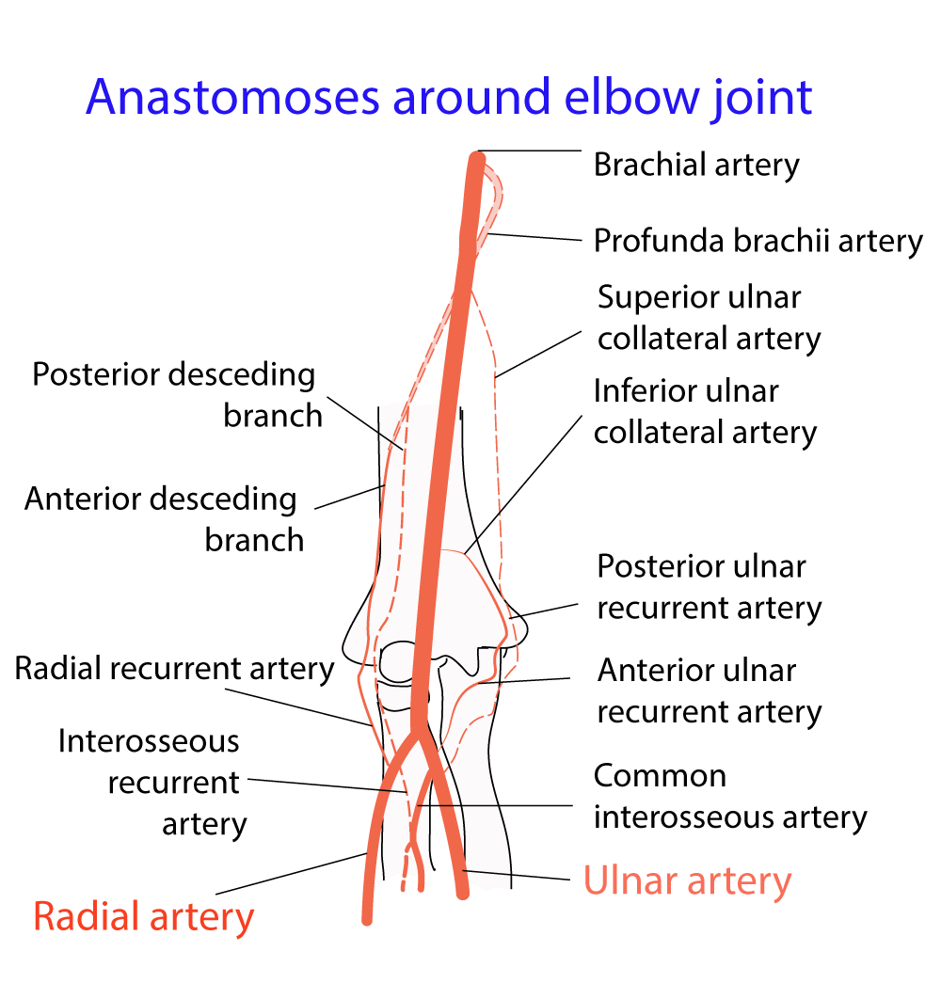 Anastomoses around elbow joint
Brachial artery
Profunda brachii artery
Superior ulnar
collateral artery
Posterior desceding
branch
Inferior ulnar
collateral artery
Anterior desceding
branch
Posterior ulnar
recurrent artery
Radial recurrent artery
Anterior ulnar
recurrent artery
Interosseous
recurrent
artery
Common
interosseous artery
Ulnar artery
Radial artery